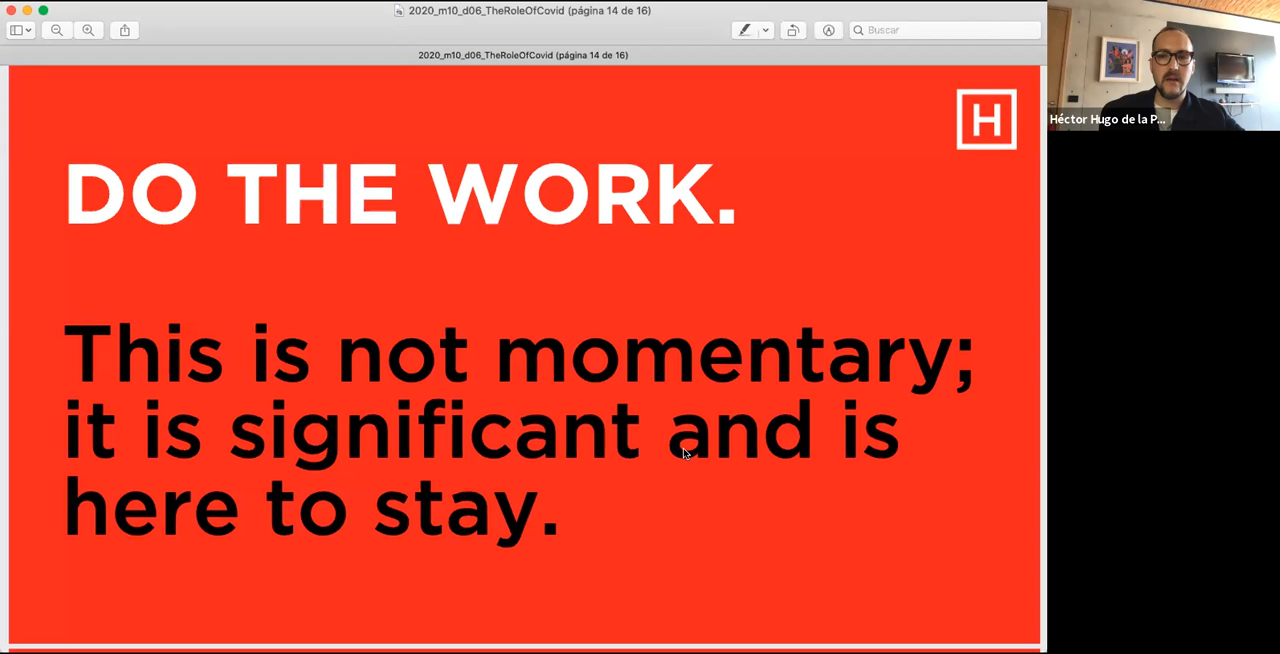 2020_m10_d06_TheRoleOfCovid (página 14 de 16)
Buscar
2020_m10_d06_TheRoleOfCovid (página 14 de 16)
H
DO THE WORK.
This is not momentary;
it is significant and is
here to stay.
Héctor Hugo de la P...